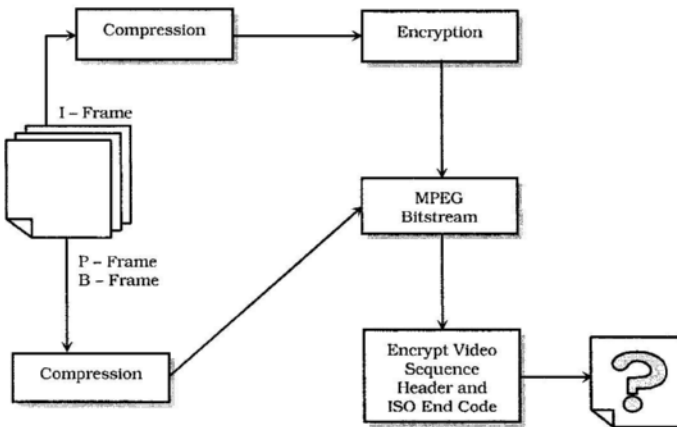 Compression
Encryption
I – Frame
MPEG
Bitstream
P – Frame
B – Frame
Compression
Encrypt Video
Sequence
Header and
ISO End Code
?